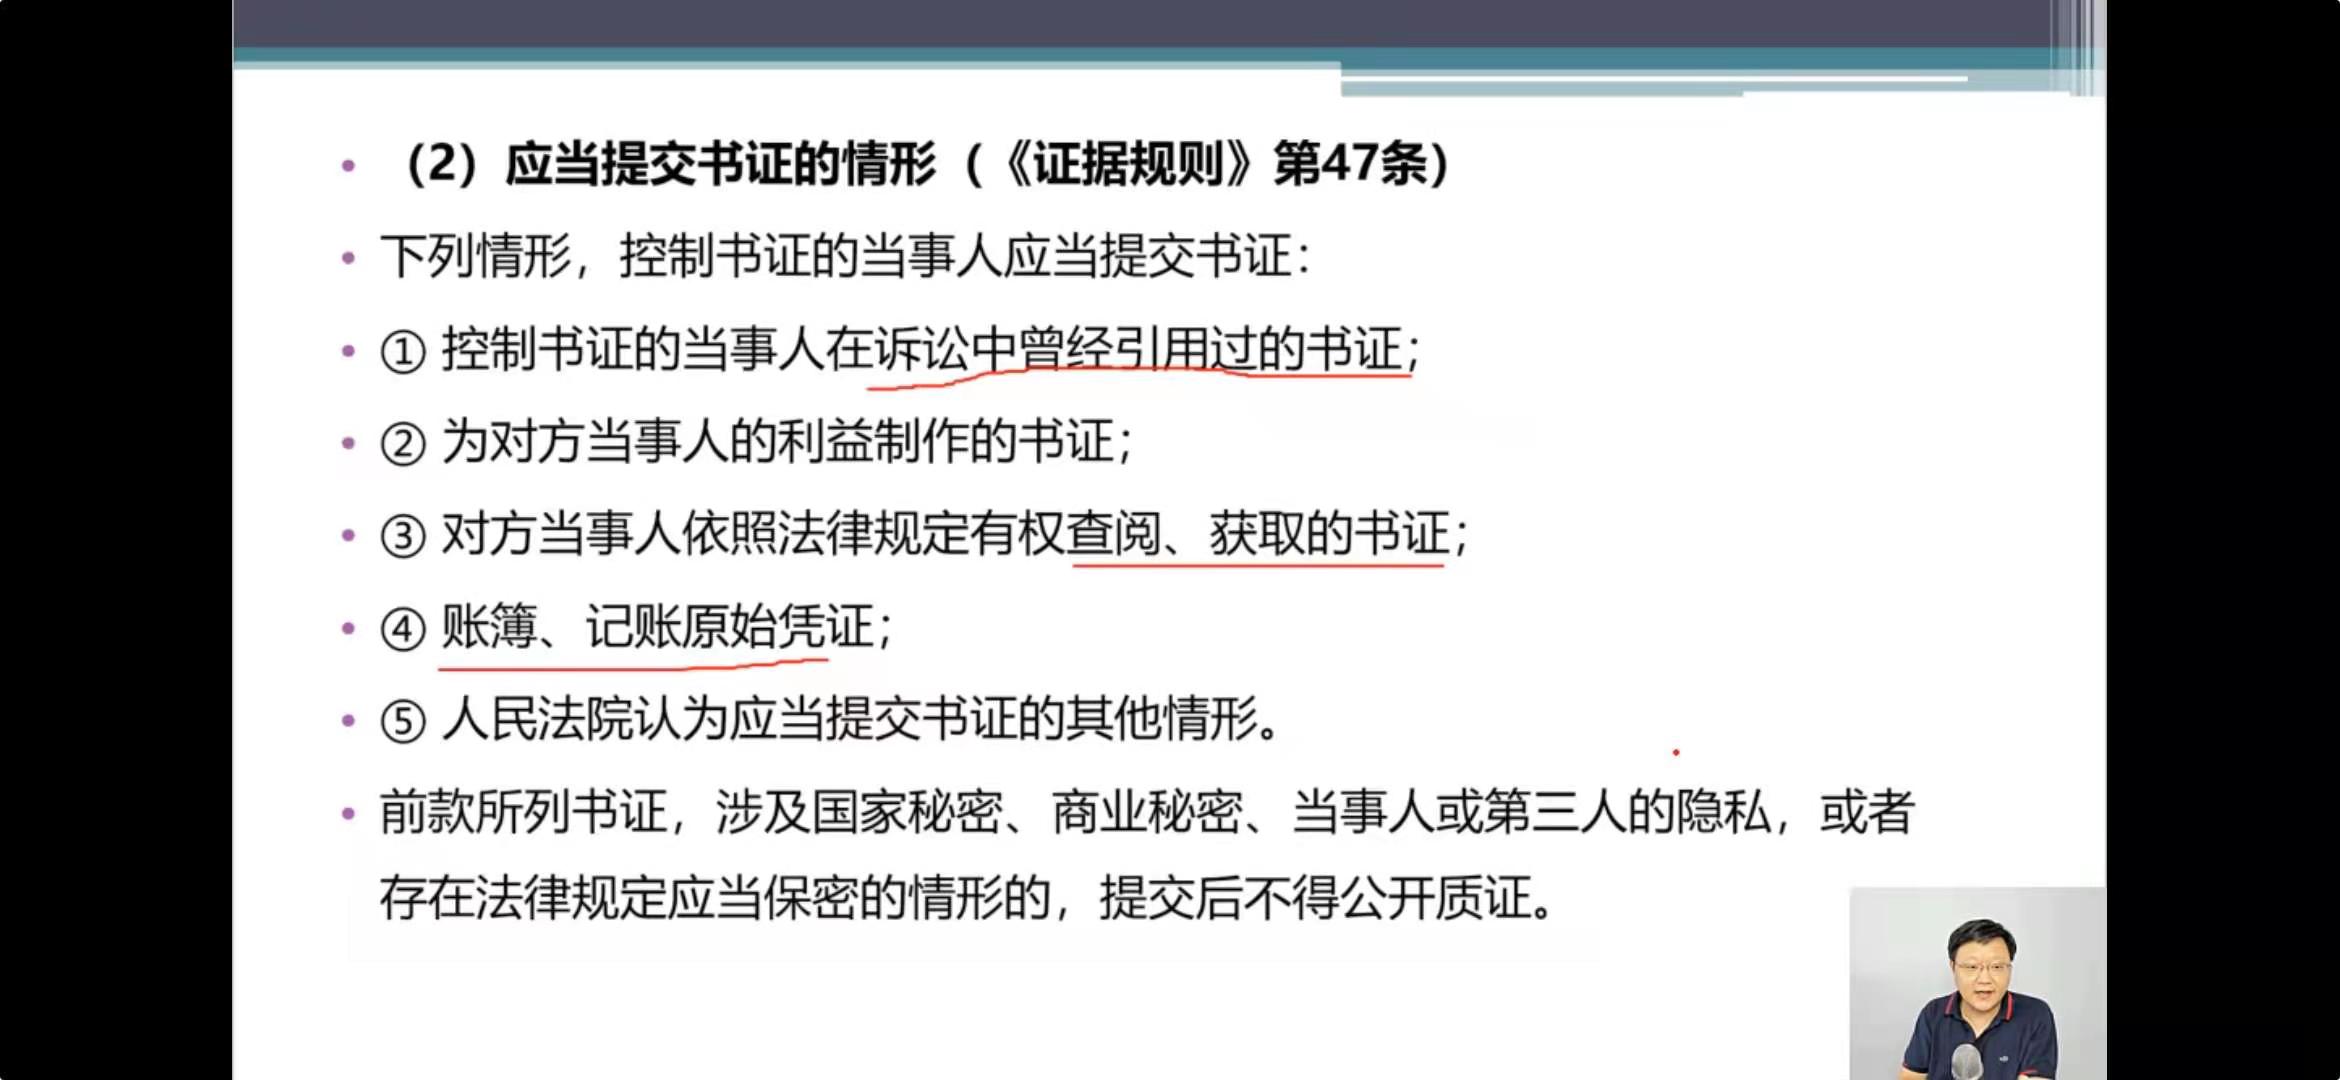 （2）应当提交书证的情形（《证据规则》第47条）
下列情形，控制书证的当事人应当提交书证：
① 控制书证的当事人在诉讼中曾经引用过的书证；
② 为对方当事人的利益制作的书证；
③ 对方当事人依照法律规定有权查阅、获取的书证；
④ 账簿、记账原始凭证；
⑤ 人民法院认为应当提交书证的其他情形。
前款所列书证，涉及国家秘密、商业秘密、当事人或第三人的隐私，或者
存在法律规定应当保密的情形的，提交后不得公开质证。